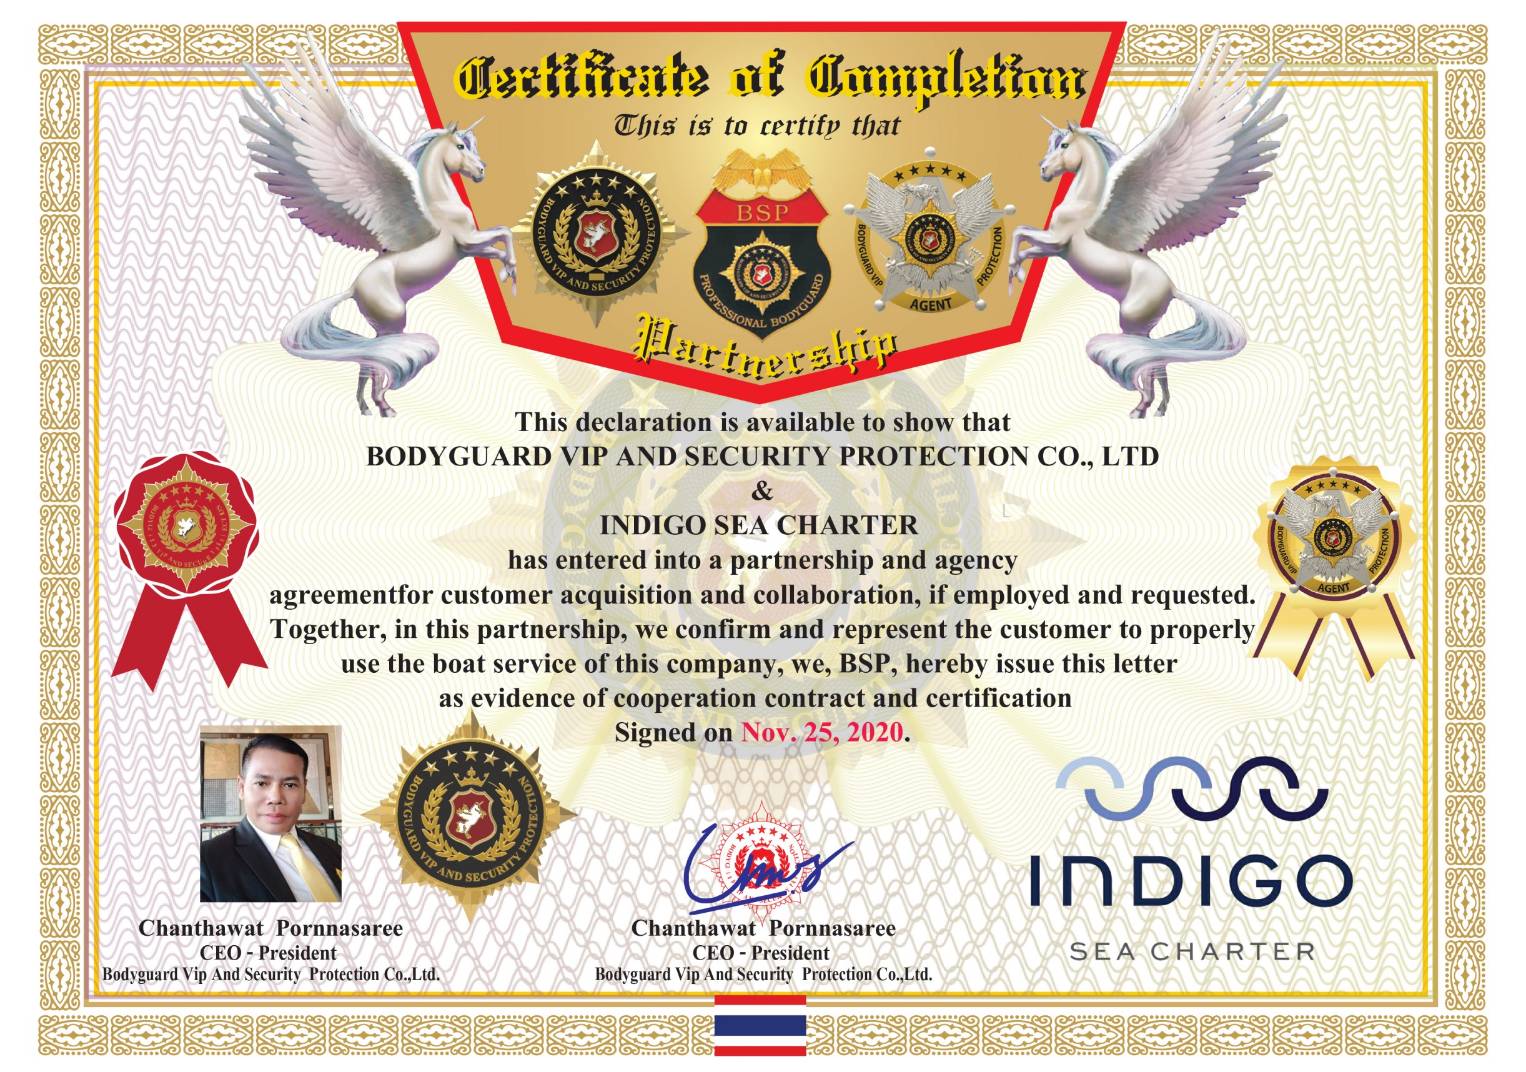 Certificate of Completion
This is to certify that
BODYGUARD VIP AND SECURITY PROTECTION
BSP
PROFESSIONAL BODYGUARD
BODYGUARD VIP
PROTECTION
AGENT
Partnership
This declaration is available to show that
BODYGUARD VIP AND SECURITY PROTECTION CO., LTD
&
INDIGO SEA CHARTER
has entered into a partnership and agency
agreementfor customer acquisition and collaboration, if employed and requested.
Together, in this partnership, we confirm and represent the customer to properly
use the boat service of this company, we, BSP, hereby issue this letter
as evidence of cooperation contract and certification
Signed on Nov. 25, 2020.
BODYGUARD VIP
PROTECTION
AGENT
BODYGUARD VIP AND SECURITY PROTECTION
INDIGO
SEA CHARTER
Chanthawat Pornnasaree
CEO - President
Bodyguard Vip And Security Protection Co.,Ltd.
Chanthawat Pornnasaree
CEO - President
Bodyguard Vip And Security Protection Co.,Ltd.